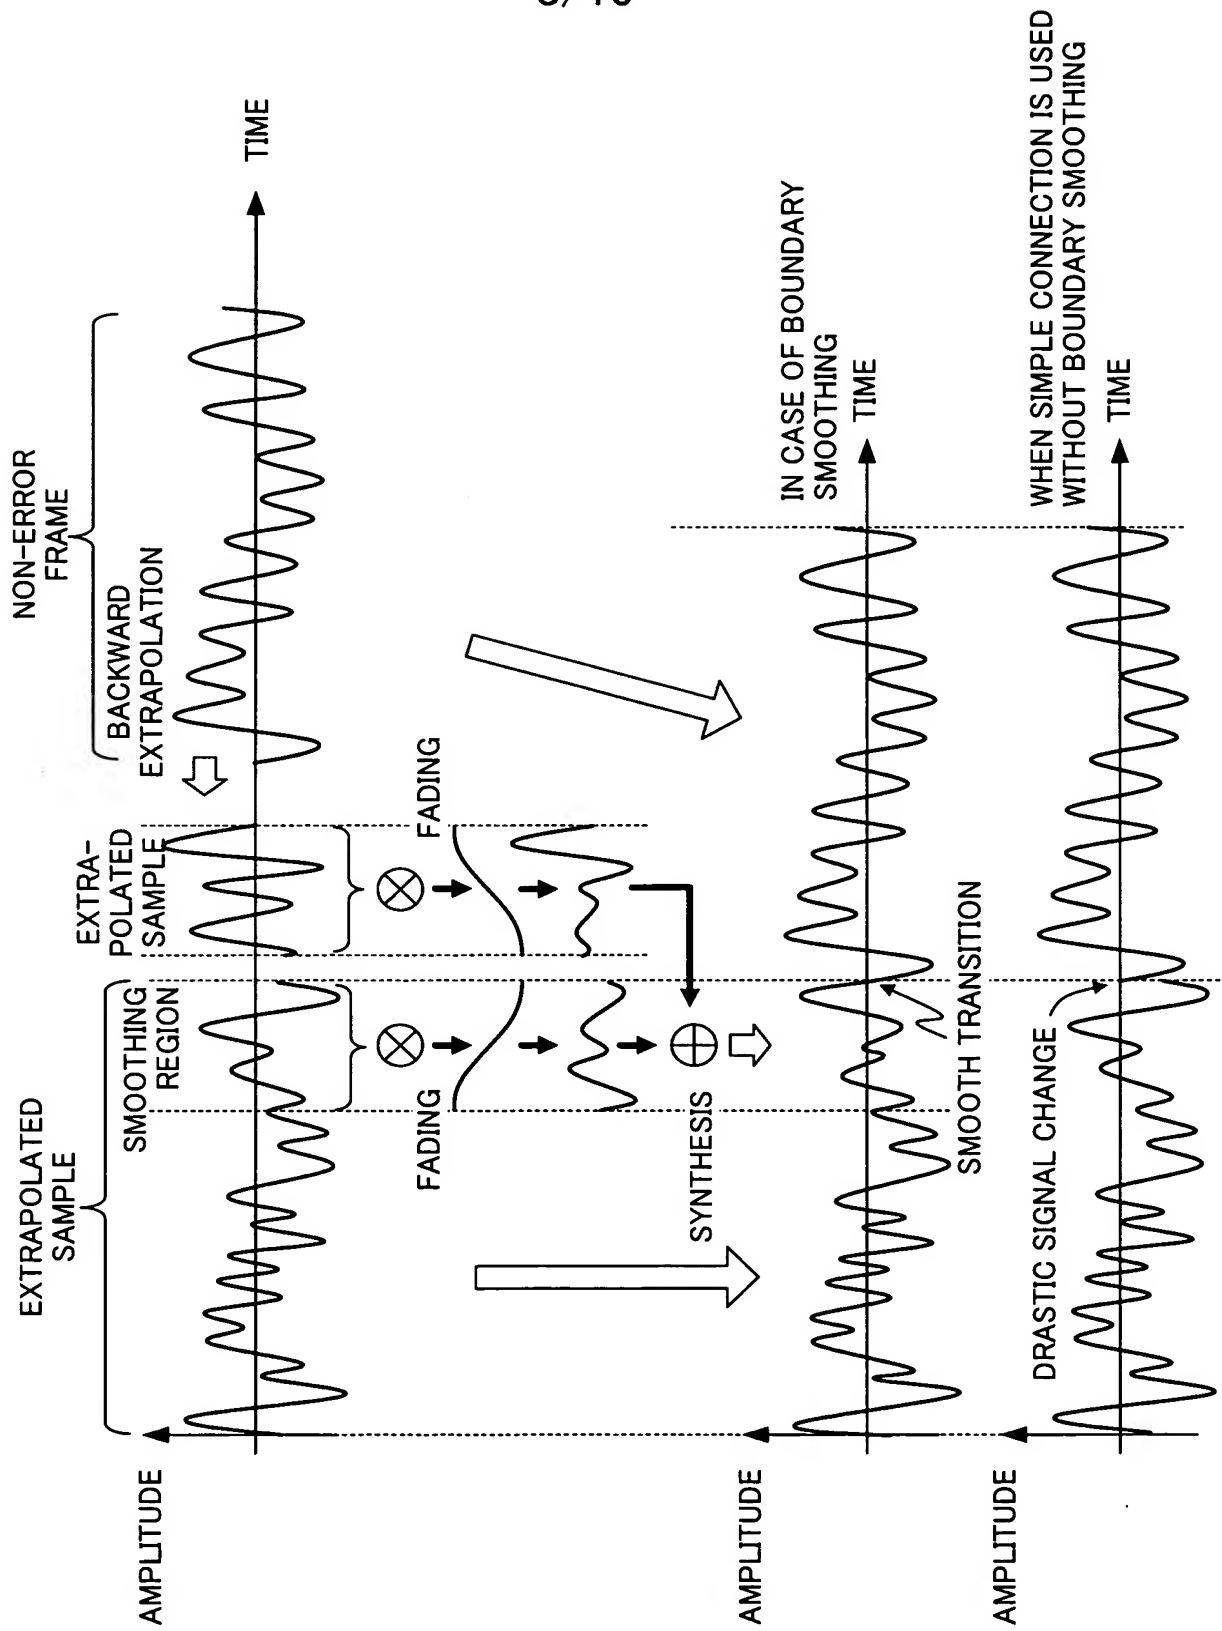 EXTRAPOLATED
SAMPLE
NON-ERROR
FRAME
SMOOTHING
REGION
EXTRA-
POLATED
SAMPLE
BACKWARD
EXTRAPOLATION
AMPLITUDE
TIME
FADING
FADING
SYNTHESIS
IN CASE OF BOUNDARY
SMOOTHING
AMPLITUDE
TIME
SMOOTH TRANSITION
WHEN SIMPLE CONNECTION IS USED
WITHOUT BOUNDARY SMOOTHING
DRASTIC SIGNAL CHANGE
AMPLITUDE
TIME